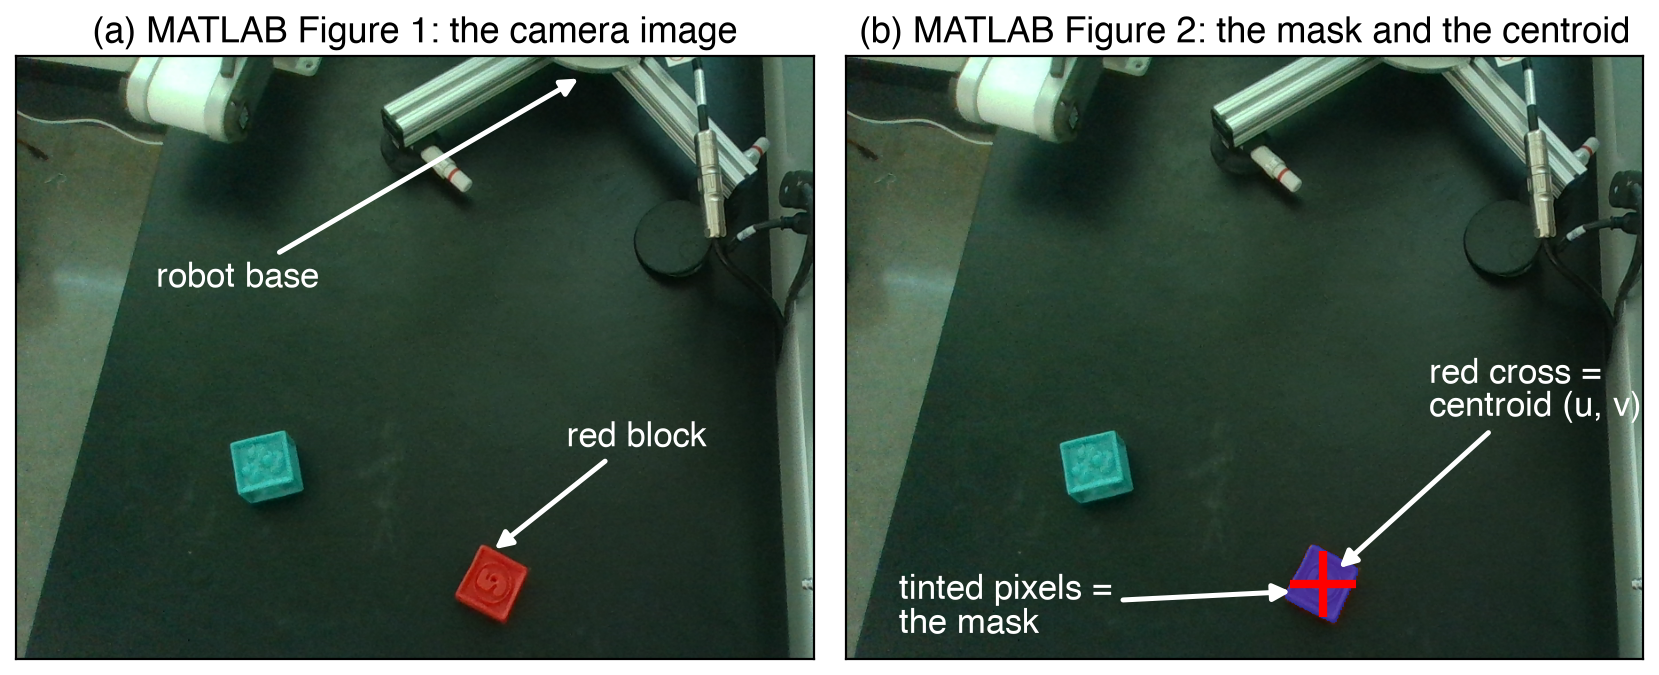 (a) MATLAB Figure 1: the camera image
robot base
red block
(b) MATLAB Figure 2: the mask and the centroid
red cross =
centroid (u, v)
tinted pixels =
the mask